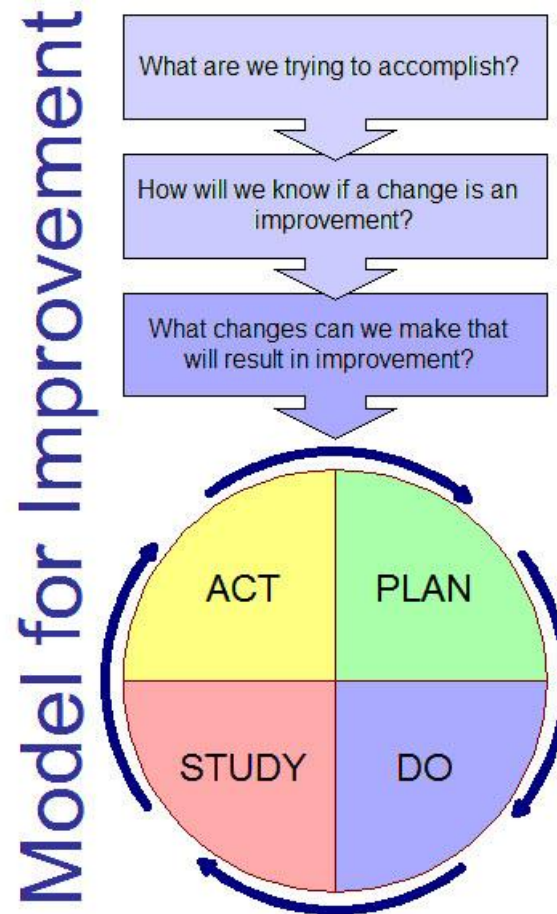 Model for Improvement
What are we trying to accomplish?
How will we know if a change is an
improvement?
What changes can we make that
will result in improvement?
ACT
PLAN
STUDY
DO